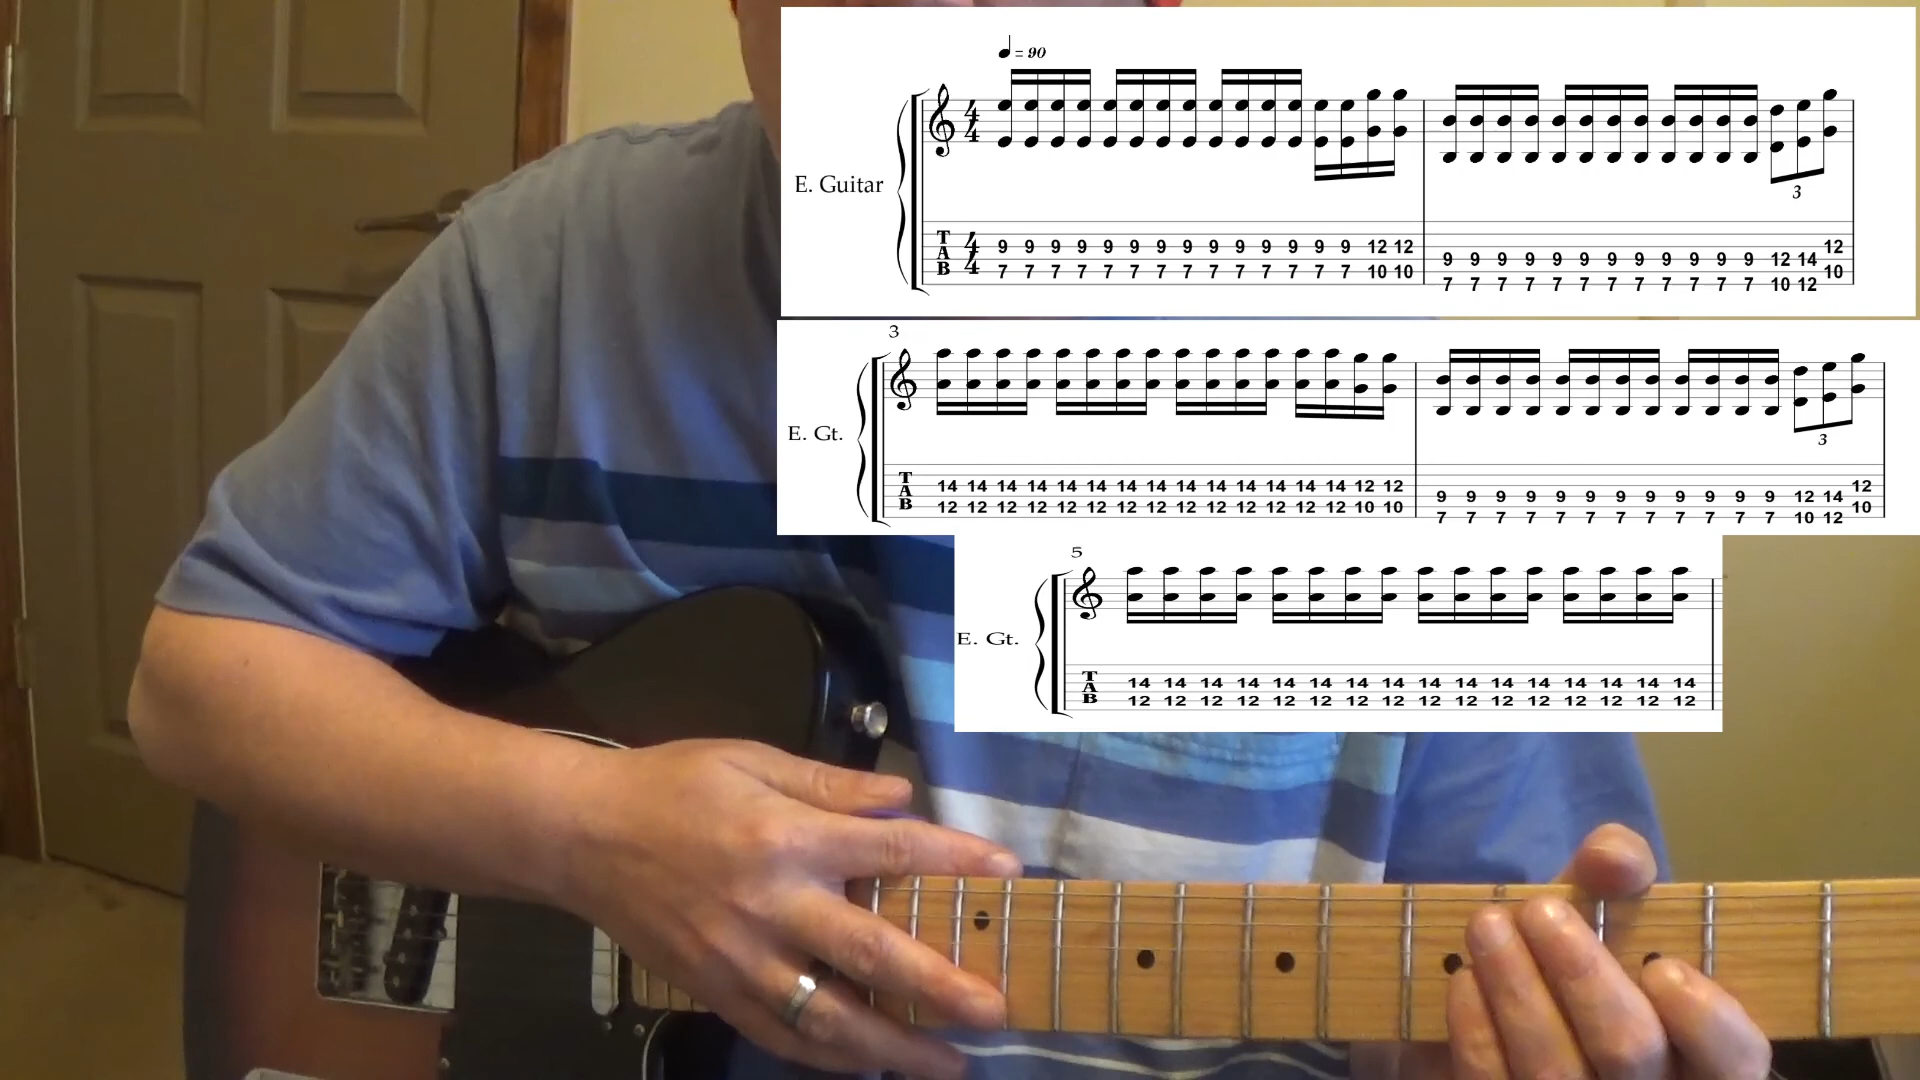 ♩ = 90
E. Guitar
4 4
3
T A B
4 4
9 9 9 9 9 9 9 9 9 9 9 9 9 9 12 12 12
9 9 9 9 9 9 9 9 9 9 9 9 12 14
7 7 7 7 7 7 7 7 7 7 7 7 7 7 10 10 10
7 7 7 7 7 7 7 7 7 7 7 7 10 12
3
E. Gt.
3
T A B
14 14 14 14 14 14 14 14 14 14 14 14 14 14 12 12 12
9 9 9 9 9 9 9 9 9 9 9 9 12 14
12 12 12 12 12 12 12 12 12 12 12 12 12 12 10 10 10
7 7 7 7 7 7 7 7 7 7 7 7 10 12
5
E. Gt.
T A B
14 14 14 14 14 14 14 14 14 14 14 14 14 14 14 14
12 12 12 12 12 12 12 12 12 12 12 12 12 12 12 12